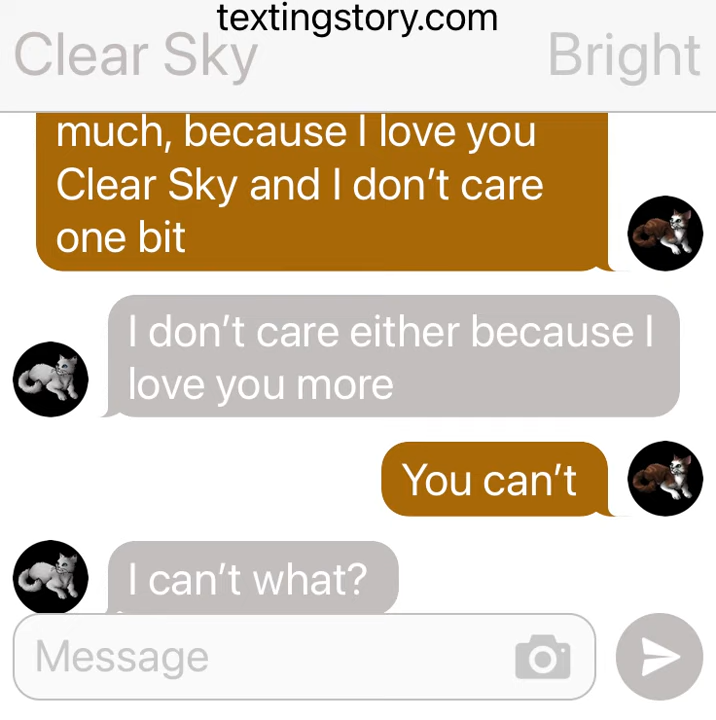 textingstory.com
Clear Sky
Bright
much, because I love you
Clear Sky and I don't care
one bit
I don't care either because I
love you more
You can't
I can't what?
Message